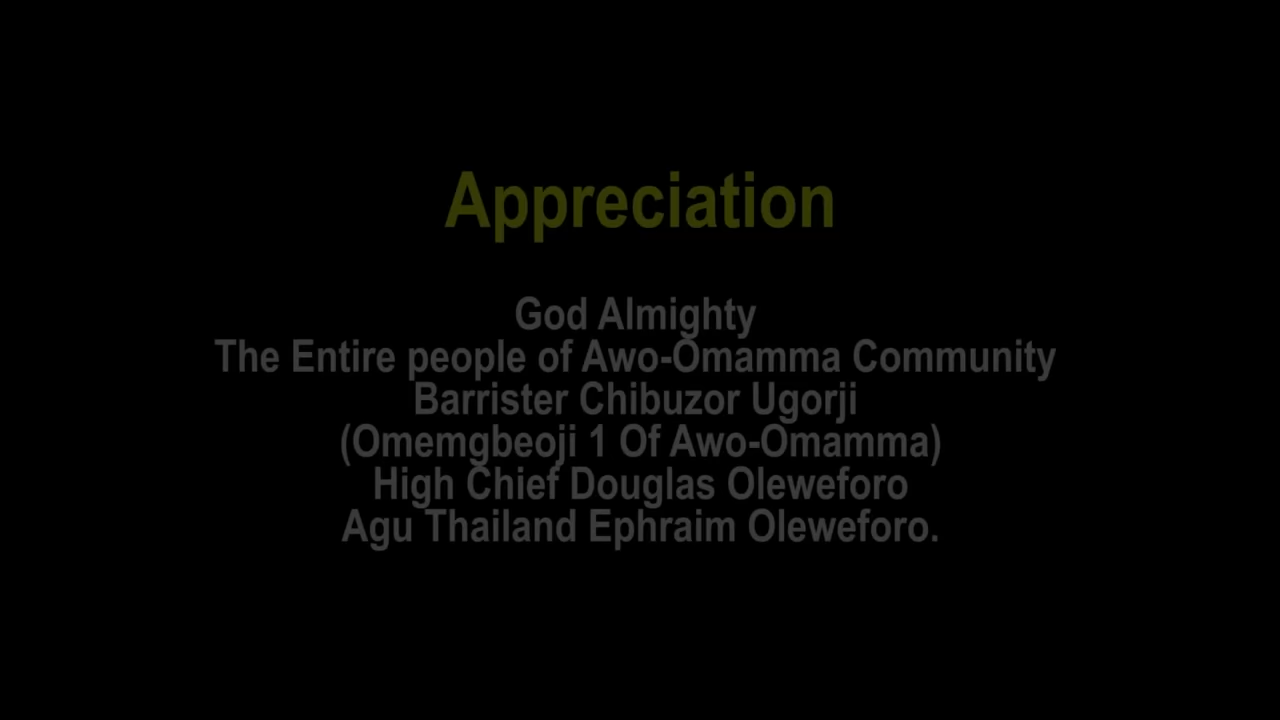 Appreciation
God Almighty
The Entire people of Awo-Omamma Community
Barrister Chibuzor Ugorji
(Omemgbeoji 1 Of Awo-Omamma)
High Chief Douglas Oleweforo
Agu Thailand Ephraim Oleweforo.